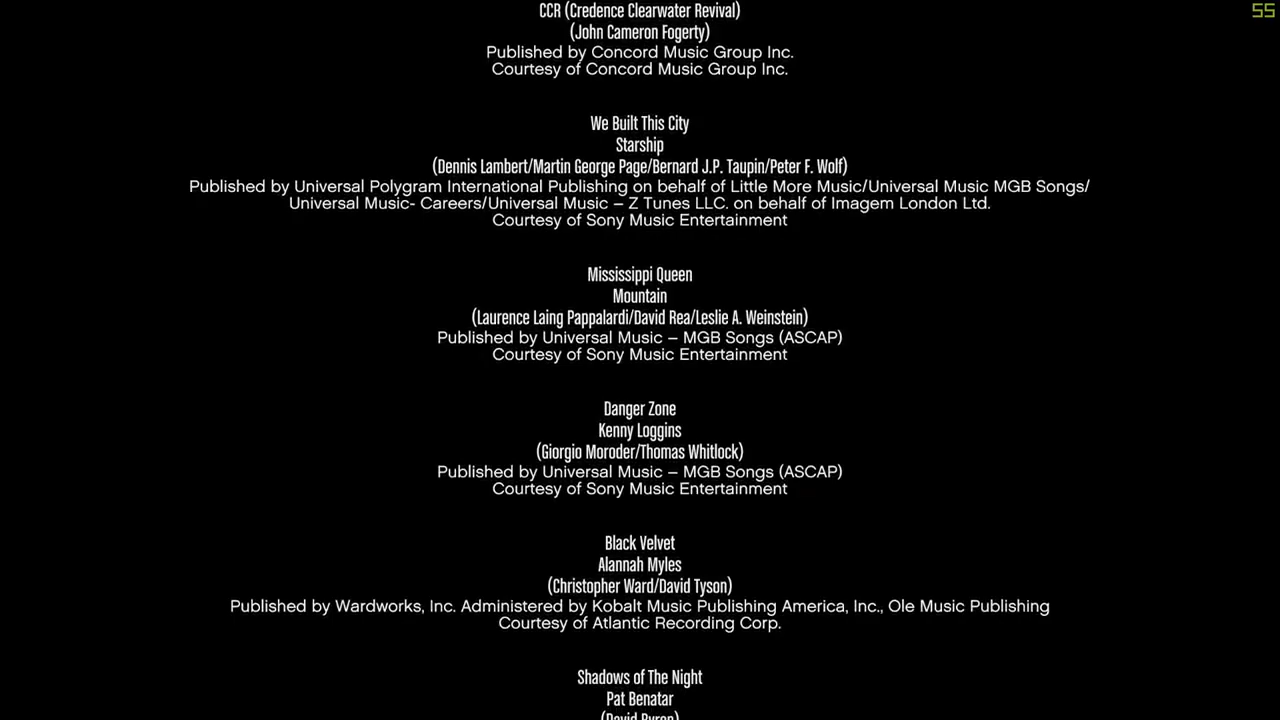 55
CCR (Credence Clearwater Revival)
(John Cameron Fogerty)
Published by Concord Music Group Inc.
Courtesy of Concord Music Group Inc.
We Built This City
Starship
(Dennis Lambert/Martin George Page/Bernard J.P. Taupin/Peter F. Wolf)
Published by Universal Polygram International Publishing on behalf of Little More Music/Universal Music MGB Songs/
Universal Music- Careers/Universal Music – Z Tunes LLC. on behalf of Imagem London Ltd.
Courtesy of Sony Music Entertainment
Mississippi Queen
Mountain
(Laurence Laing Pappalardi/David Rea/Leslie A. Weinstein)
Published by Universal Music – MGB Songs (ASCAP)
Courtesy of Sony Music Entertainment
Danger Zone
Kenny Loggins
(Giorgio Moroder/Thomas Whitlock)
Published by Universal Music – MGB Songs (ASCAP)
Courtesy of Sony Music Entertainment
Black Velvet
Alannah Myles
(Christopher Ward/David Tyson)
Published by Wardworks, Inc. Administered by Kobalt Music Publishing America, Inc., Ole Music Publishing
Courtesy of Atlantic Recording Corp.
Shadows of The Night
Pat Benatar
(David Byron)